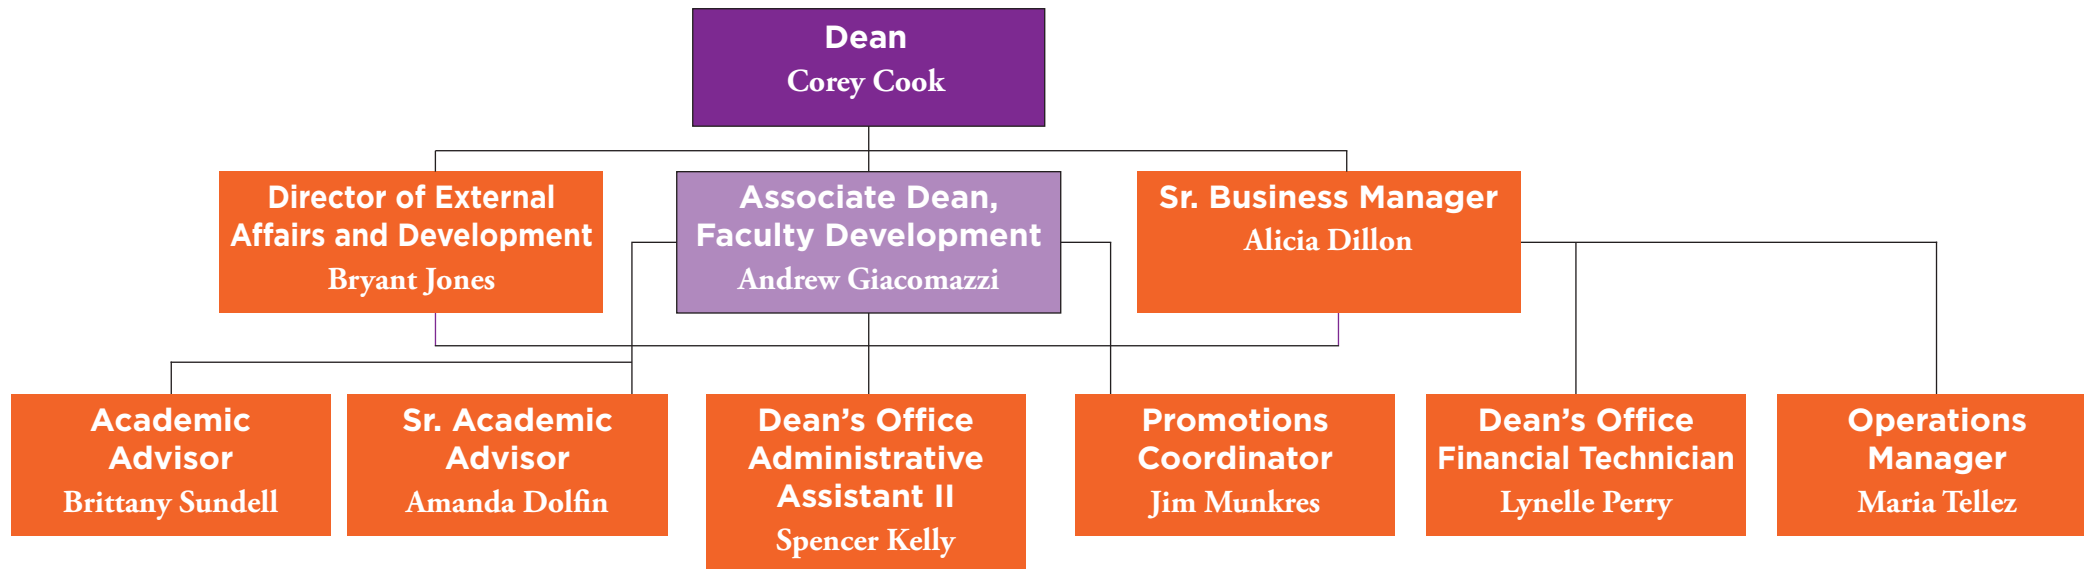 Dean
Corey Cook
Director of External
Affairs and Development
Bryant Jones
Associate Dean,
Faculty Development
Andrew Giacomazzi
Sr. Business Manager
Alicia Dillon
Academic
Advisor
Brittany Sundell
Sr. Academic
Advisor
Amanda Dolfin
Dean’s Office
Administrative
Assistant II
Spencer Kelly
Promotions
Coordinator
Jim Munkres
Dean’s Office
Financial Technician
Lynelle Perry
Operations
Manager
Maria Tellez